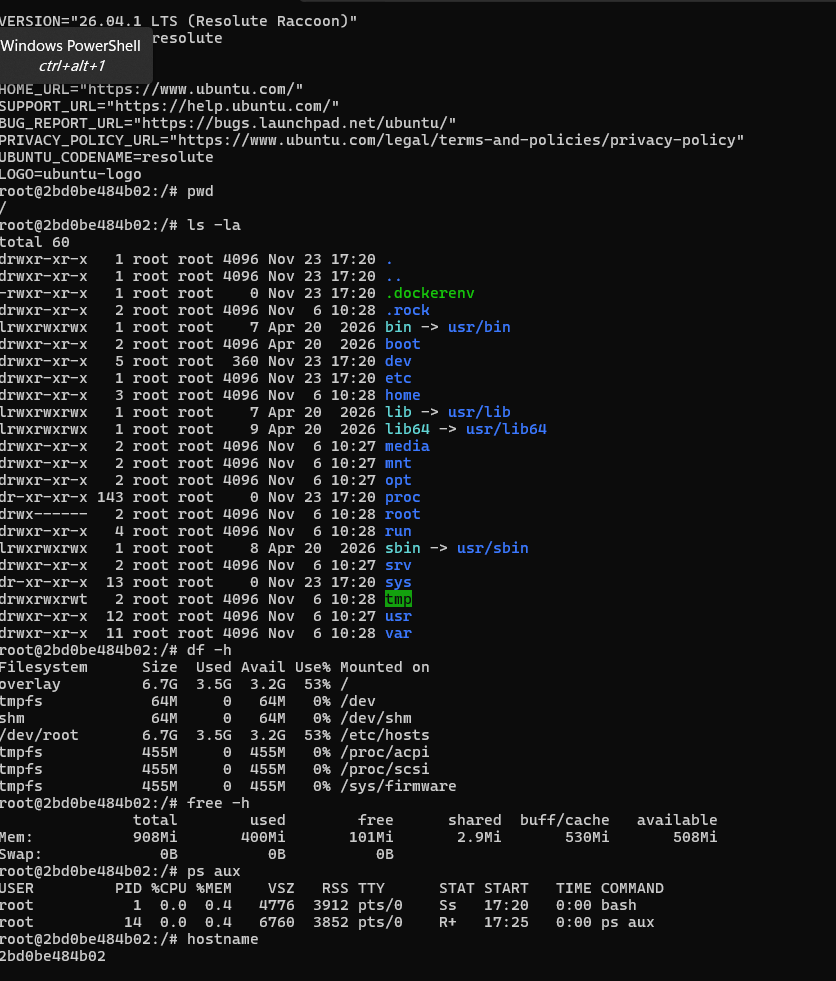 VERSION="26.04.1 LTS (Resolute Raccoon)"
resolute
Windows PowerShell
ctrl+alt+1
HOME_URL="https://www.ubuntu.com/"
SUPPORT_URL="https://help.ubuntu.com/"
BUG_REPORT_URL="https://bugs.launchpad.net/ubuntu/"
PRIVACY_POLICY_URL="https://www.ubuntu.com/legal/terms-and-policies/privacy-policy"
UBUNTU_CODENAME=resolute
LOGO=ubuntu-logo
root@2bd0be484b02:/# pwd
/
root@2bd0be484b02:/# ls -la
total 60
drwxr-xr-x   1 root root 4096 Nov 23 17:20 .
drwxr-xr-x   1 root root 4096 Nov 23 17:20 ..
-rwxr-xr-x   1 root root    0 Nov 23 17:20 .dockerenv
drwxr-xr-x   2 root root 4096 Nov  6 10:28 .rock
lrwxrwxrwx   1 root root    7 Apr 20  2026 bin -> usr/bin
drwxr-xr-x   2 root root 4096 Apr 20  2026 boot
drwxr-xr-x   5 root root  360 Nov 23 17:20 dev
drwxr-xr-x   1 root root 4096 Nov 23 17:20 etc
drwxr-xr-x   3 root root 4096 Nov  6 10:28 home
lrwxrwxrwx   1 root root    7 Apr 20  2026 lib -> usr/lib
lrwxrwxrwx   1 root root    9 Apr 20  2026 lib64 -> usr/lib64
drwxr-xr-x   2 root root 4096 Nov  6 10:27 media
drwxr-xr-x   2 root root 4096 Nov  6 10:27 mnt
drwxr-xr-x   2 root root 4096 Nov  6 10:27 opt
dr-xr-xr-x 143 root root    0 Nov 23 17:20 proc
drwx------   2 root root 4096 Nov  6 10:28 root
drwxr-xr-x   4 root root 4096 Nov  6 10:28 run
lrwxrwxrwx   1 root root    8 Apr 20  2026 sbin -> usr/sbin
drwxr-xr-x   2 root root 4096 Nov  6 10:27 srv
dr-xr-xr-x  13 root root    0 Nov 23 17:20 sys
drwxrwxrwt   2 root root 4096 Nov  6 10:28 tmp
drwxr-xr-x  12 root root 4096 Nov  6 10:27 usr
drwxr-xr-x  11 root root 4096 Nov  6 10:28 var
root@2bd0be484b02:/# df -h
Filesystem      Size  Used Avail Use% Mounted on
overlay         6.7G  3.5G  3.2G  53% /
tmpfs            64M     0   64M   0% /dev
shm              64M     0   64M   0% /dev/shm
/dev/root       6.7G  3.5G  3.2G  53% /etc/hosts
tmpfs           455M     0  455M   0% /proc/acpi
tmpfs           455M     0  455M   0% /proc/scsi
tmpfs           455M     0  455M   0% /sys/firmware
root@2bd0be484b02:/# free -h
               total        used        free      shared  buff/cache   available
Mem:           908Mi       400Mi       101Mi       2.9Mi       530Mi       508Mi
Swap:             0B          0B          0B
root@2bd0be484b02:/# ps aux
USER         PID %CPU %MEM    VSZ   RSS TTY      STAT START   TIME COMMAND
root           1  0.0  0.4   4776  3912 pts/0    Ss   17:20   0:00 bash
root          14  0.0  0.4   6760  3852 pts/0    R+   17:25   0:00 ps aux
root@2bd0be484b02:/# hostname
2bd0be484b02